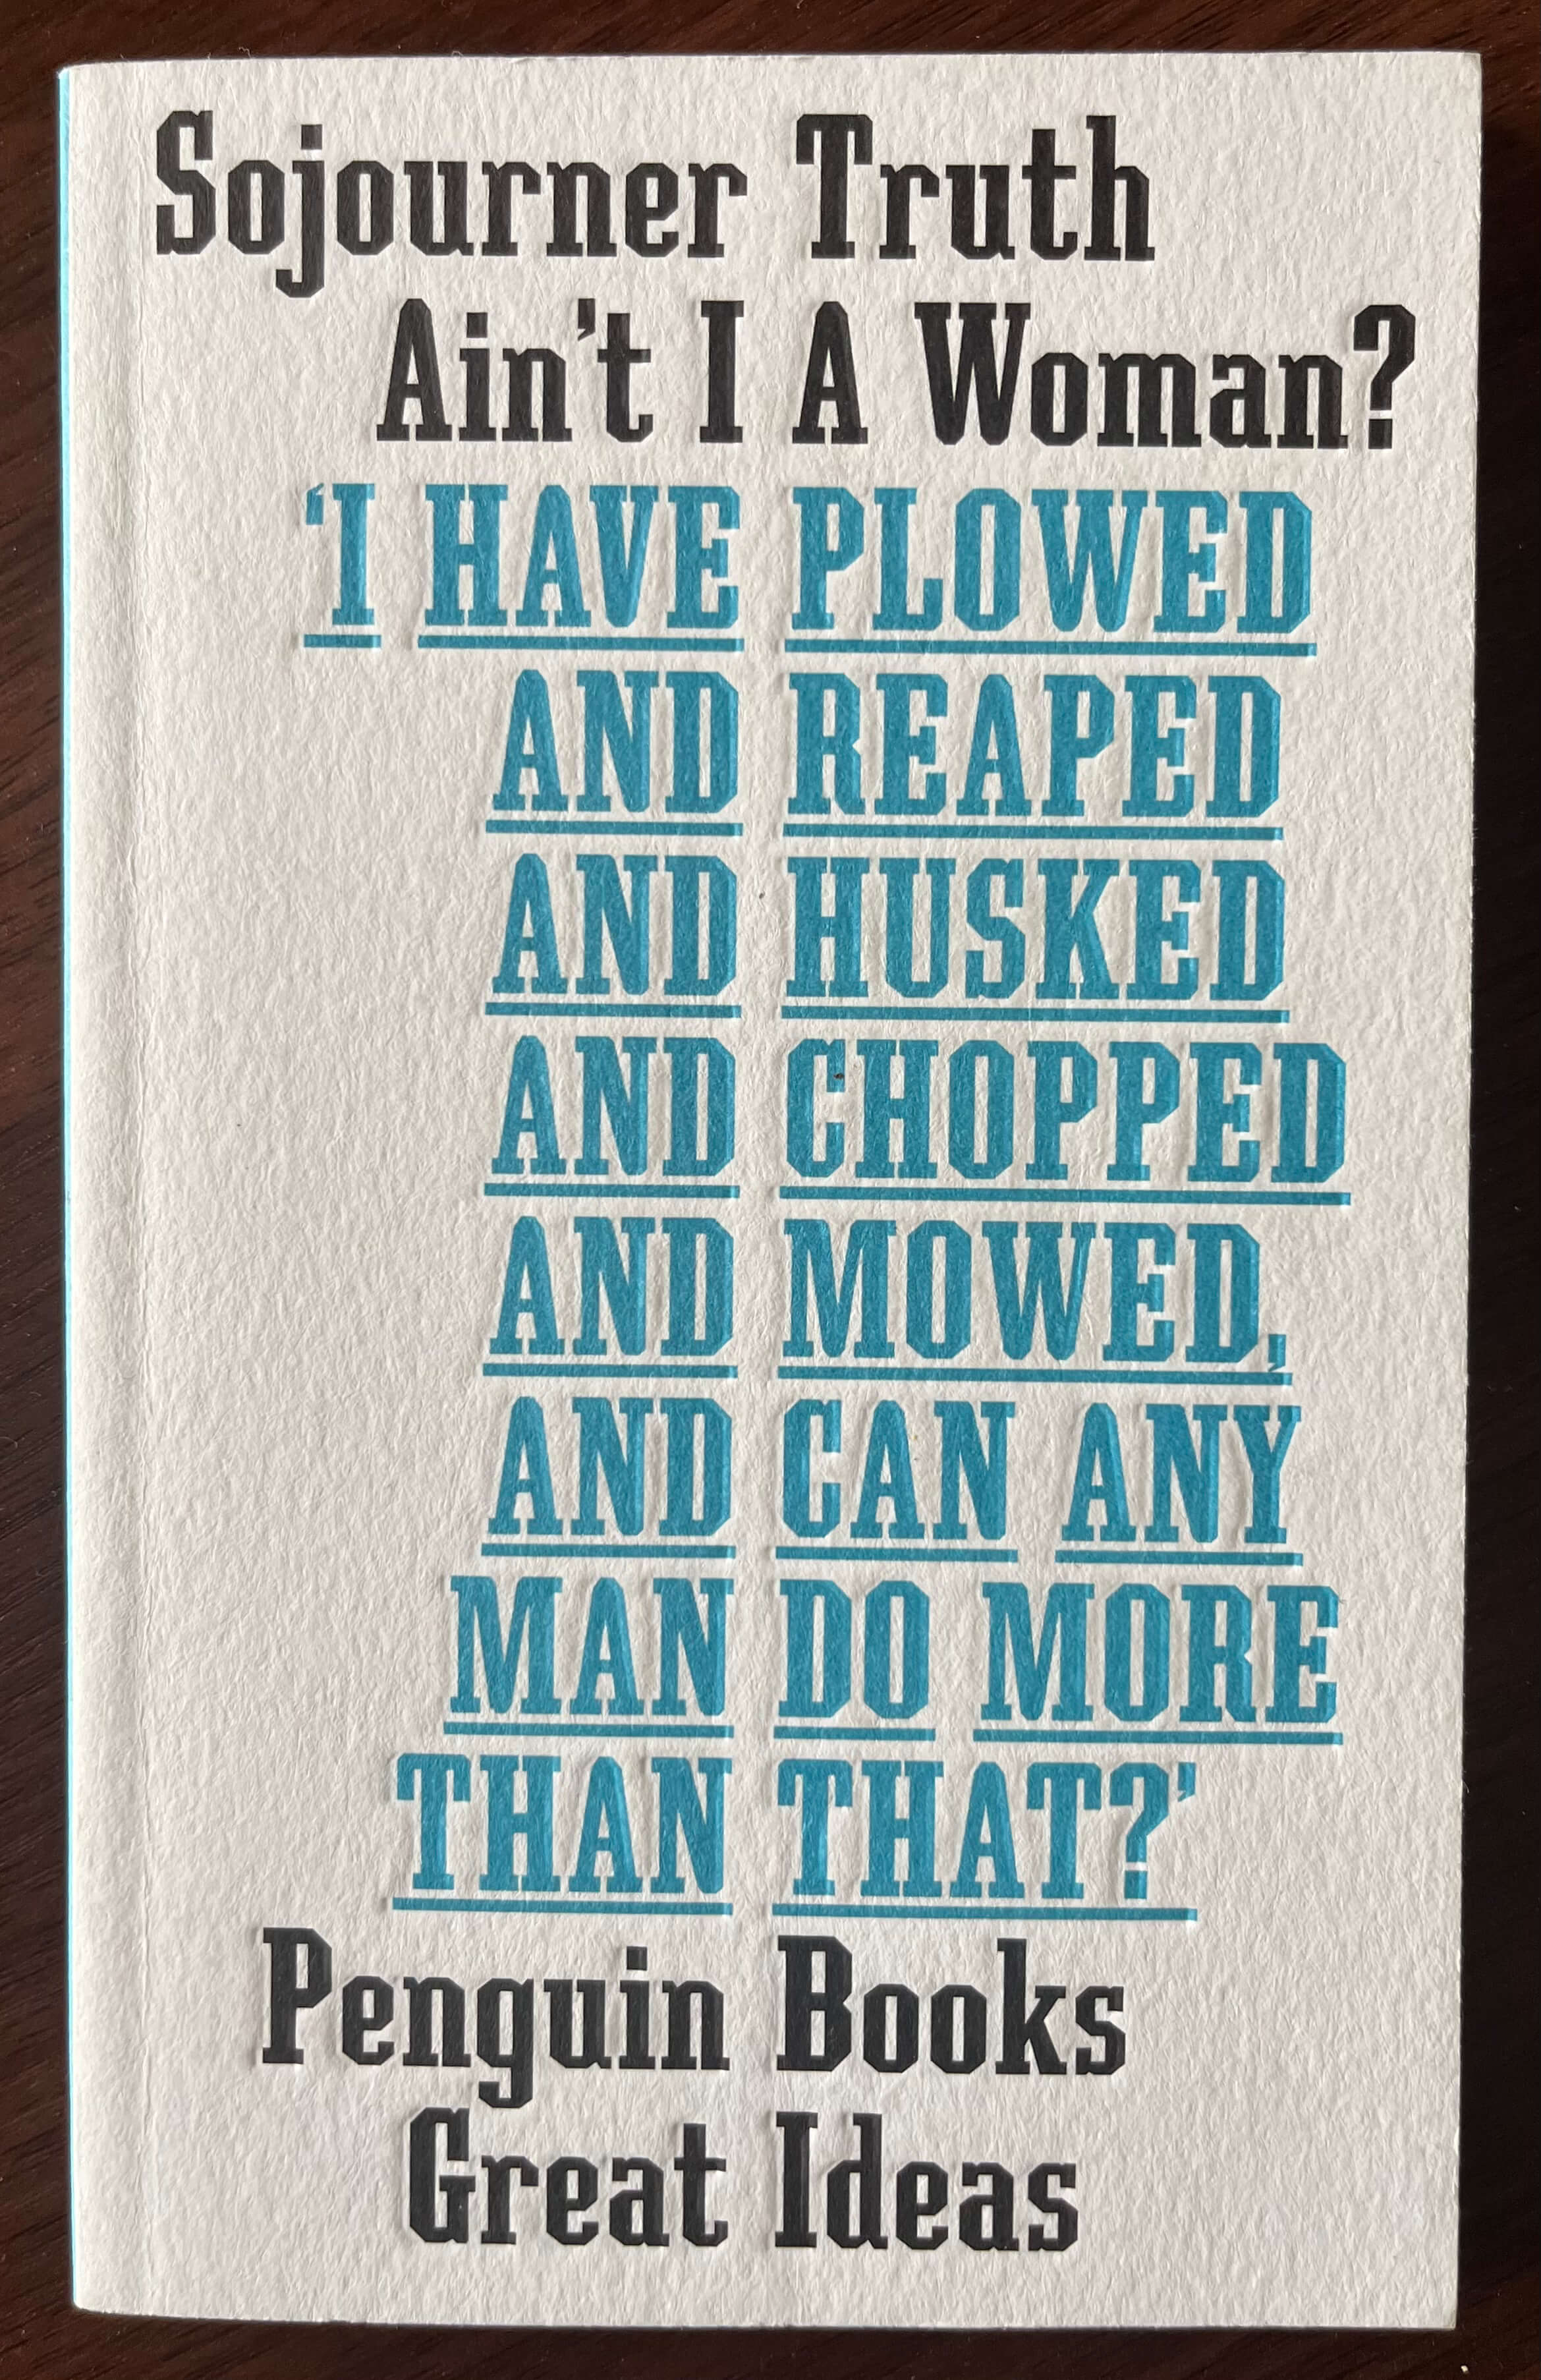 Sojourner Truth
Ain't I A Woman?
‘I HAVE PLOWED
AND REAPED
AND HUSKED
AND CHOPPED
AND MOWED,
AND CAN ANY
MAN DO MORE
THAN THAT?’
Penguin Books
Great Ideas